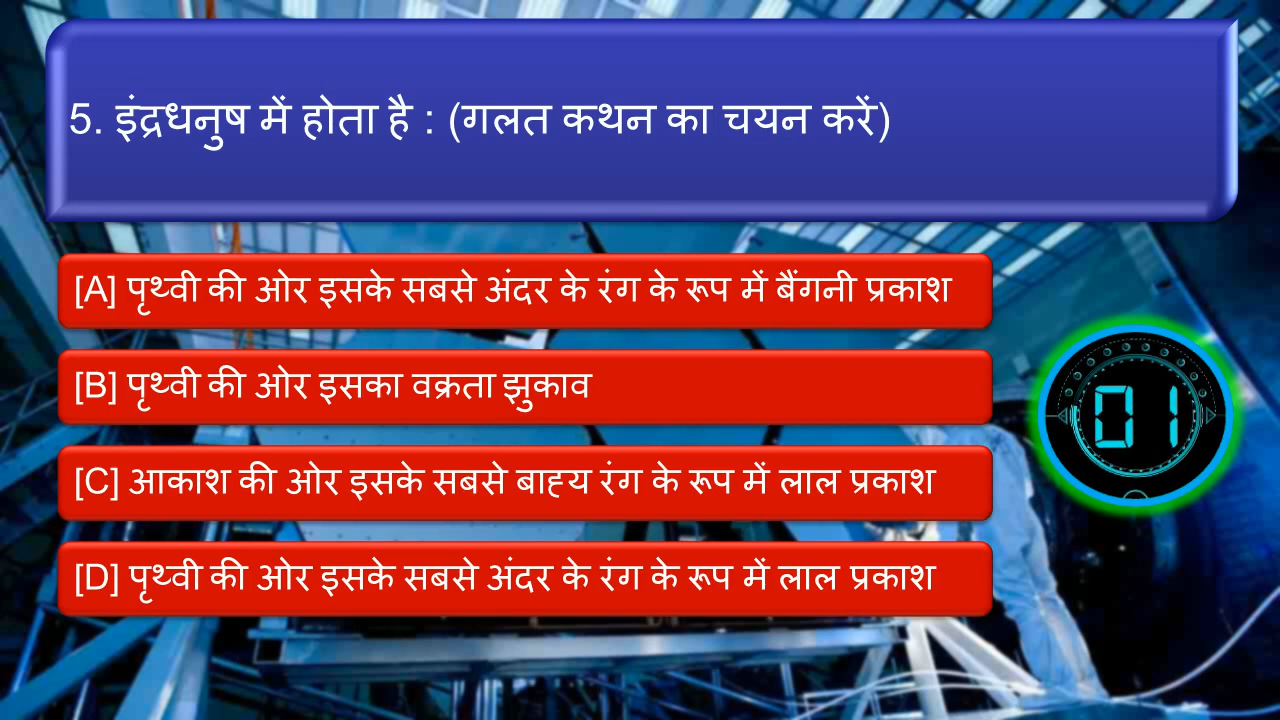 5. इंद्रधनुष में होता है : (गलत कथन का चयन करें)
[A] पृथ्वी की ओर इसके सबसे अंदर के रंग के रूप में बैंगनी प्रकाश
[B] पृथ्वी की ओर इसका वक्रता झुकाव
[C] आकाश की ओर इसके सबसे बाह्य रंग के रूप में लाल प्रकाश
[D] पृथ्वी की ओर इसके सबसे अंदर के रंग के रूप में लाल प्रकाश
01